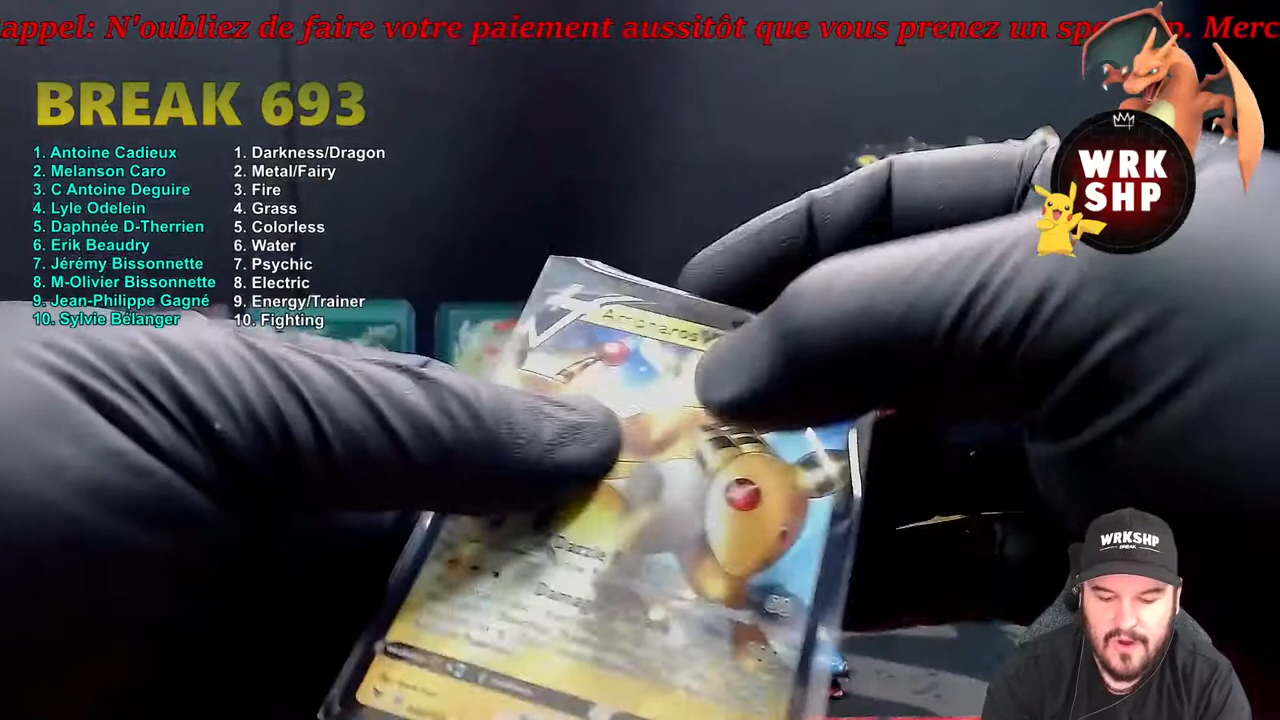 appel: N'oubliez de faire votre paiement aussitôt que vous prenez un sp
Merc
BREAK 693
1. Antoine Cadieux
2. Melanson Caro
3. C Antoine Deguire
4. Lyle Odelein
5. Daphnée D-Therrien
6. Erik Beaudry
7. Jérémy Bissonnette
8. M-Olivier Bissonnette
9. Jean-Philippe Gagné
10. Sylvie Bélanger
1. Darkness/Dragon
2. Metal/Fairy
3. Fire
4. Grass
5. Colorless
6. Water
7. Psychic
8. Electric
9. Energy/Trainer
10. Fighting
WRK
SHP
Ampharos
Dazzle
WRKSHP
BREAK